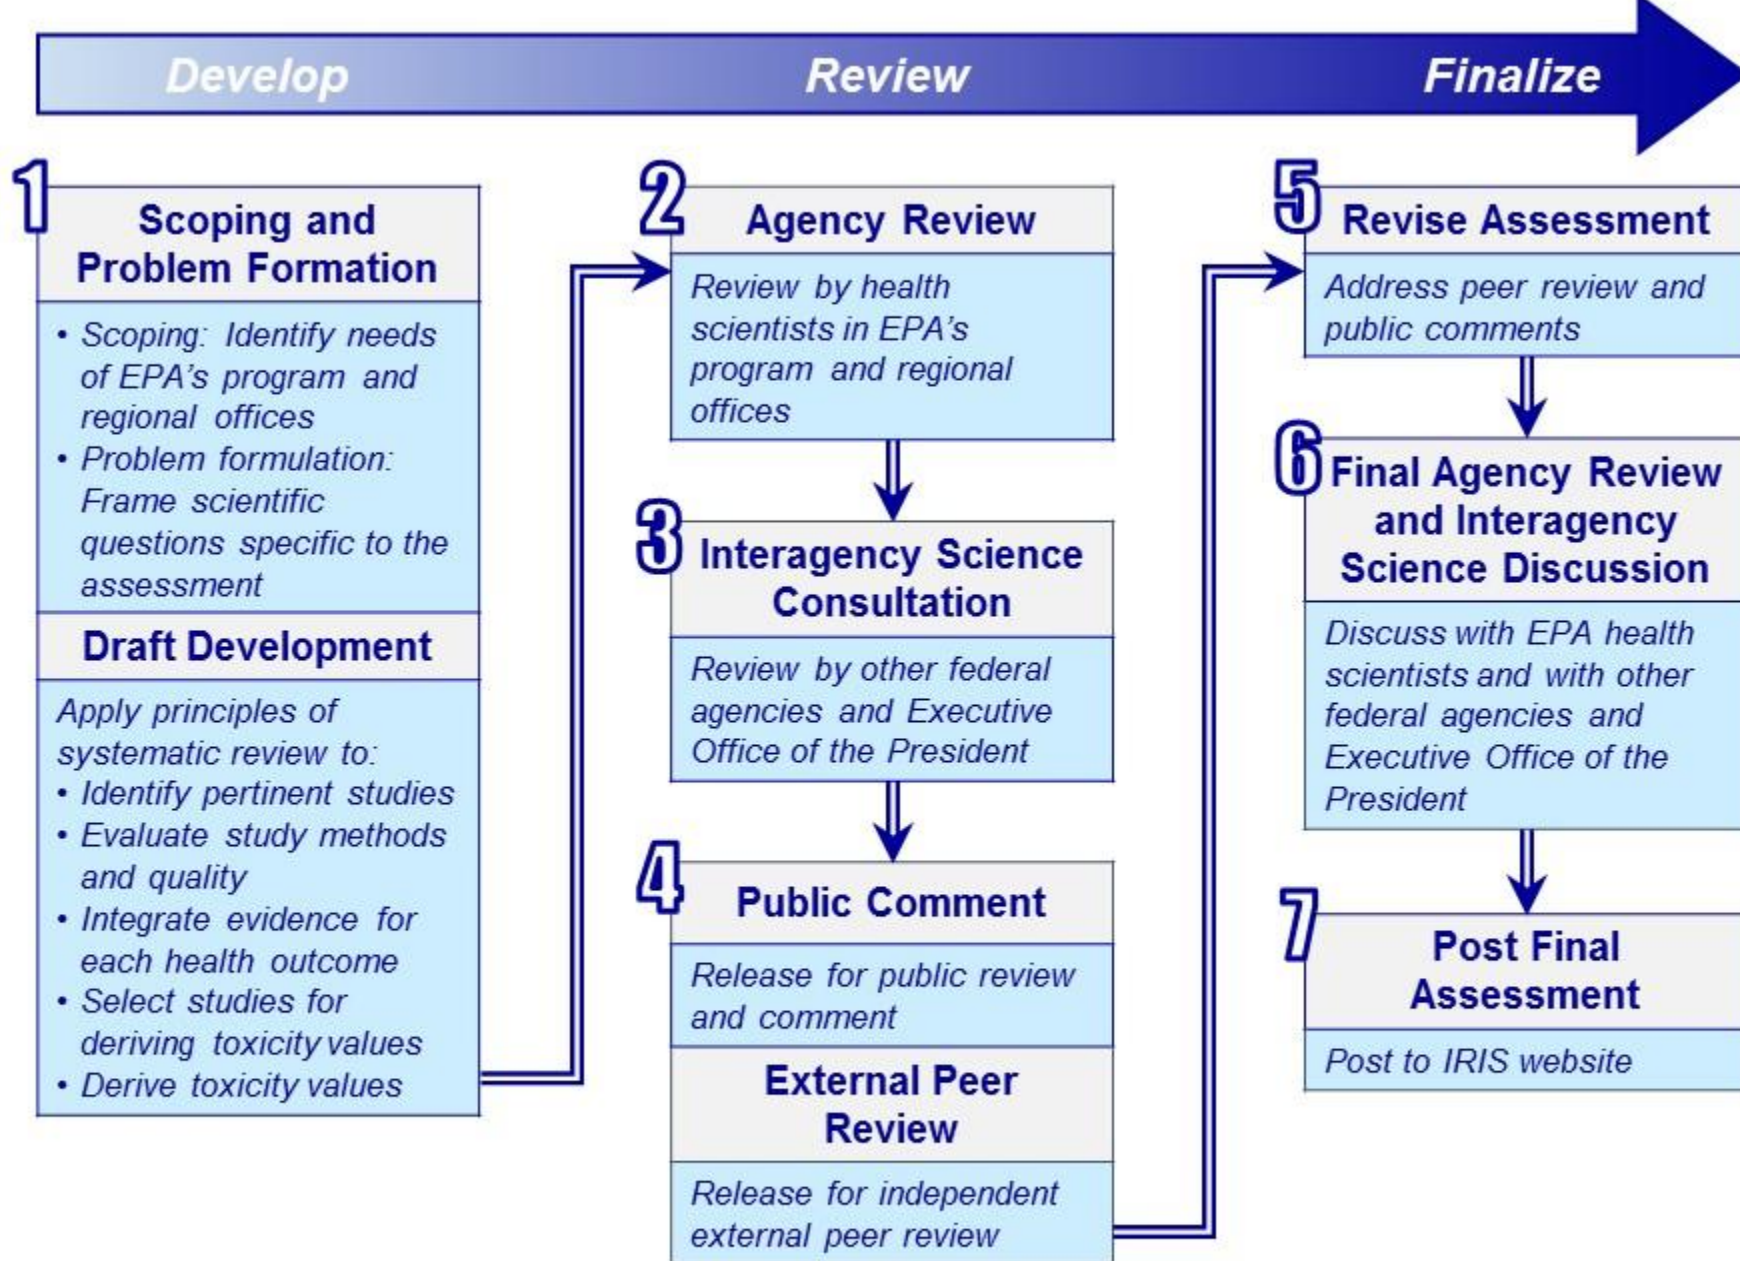 Develop
Review
Finalize
1
Scoping and
Problem Formation
• Scoping: Identify needs
of EPA's program and
regional offices
• Problem formulation:
Frame scientific
questions specific to the
assessment
Draft Development
Apply principles of
systematic review to:
• Identify pertinent studies
• Evaluate study methods
and quality
• Integrate evidence for
each health outcome
• Select studies for
deriving toxicity values
• Derive toxicity values
2
Agency Review
Review by health
scientists in EPA's
program and regional
offices
3
Interagency Science
Consultation
Review by other federal
agencies and Executive
Office of the President
4
Public Comment
Release for public review
and comment
External Peer
Review
Release for independent
external peer review
5
Revise Assessment
Address peer review and
public comments
6
Final Agency Review
and Interagency
Science Discussion
Discuss with EPA health
scientists and with other
federal agencies and
Executive Office of the
President
7
Post Final
Assessment
Post to IRIS website